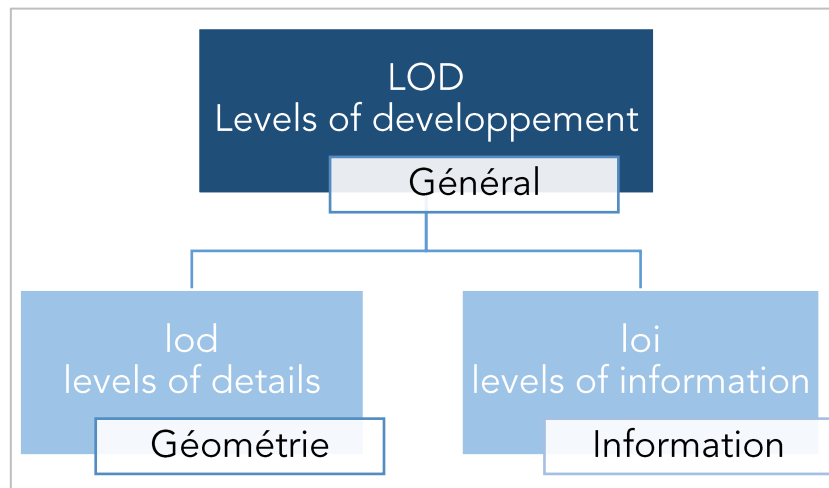 LOD
Levels of developpement
Général
lod
levels of details
Géométrie
loi
levels of information
Information